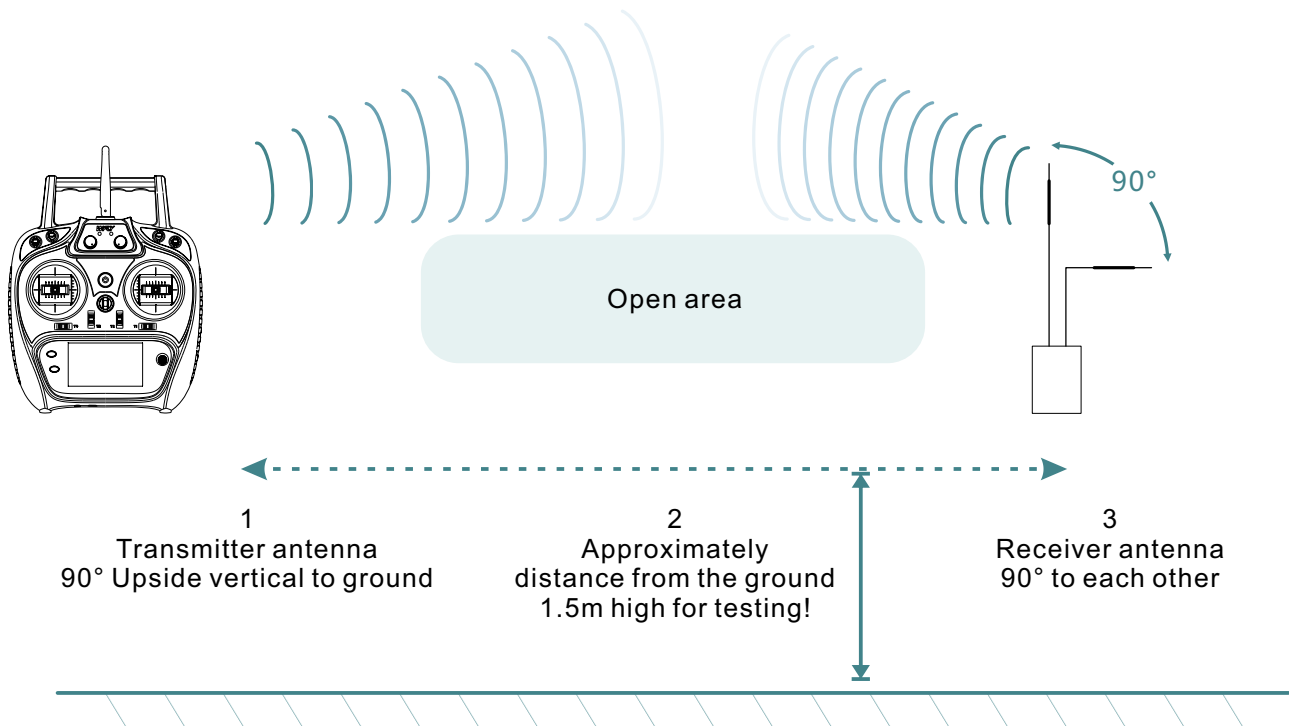 90°
Open area
1
Transmitter antenna
90° Upside vertical to ground
2
Approximately
distance from the ground
1.5m high for testing!
3
Receiver antenna
90° to each other